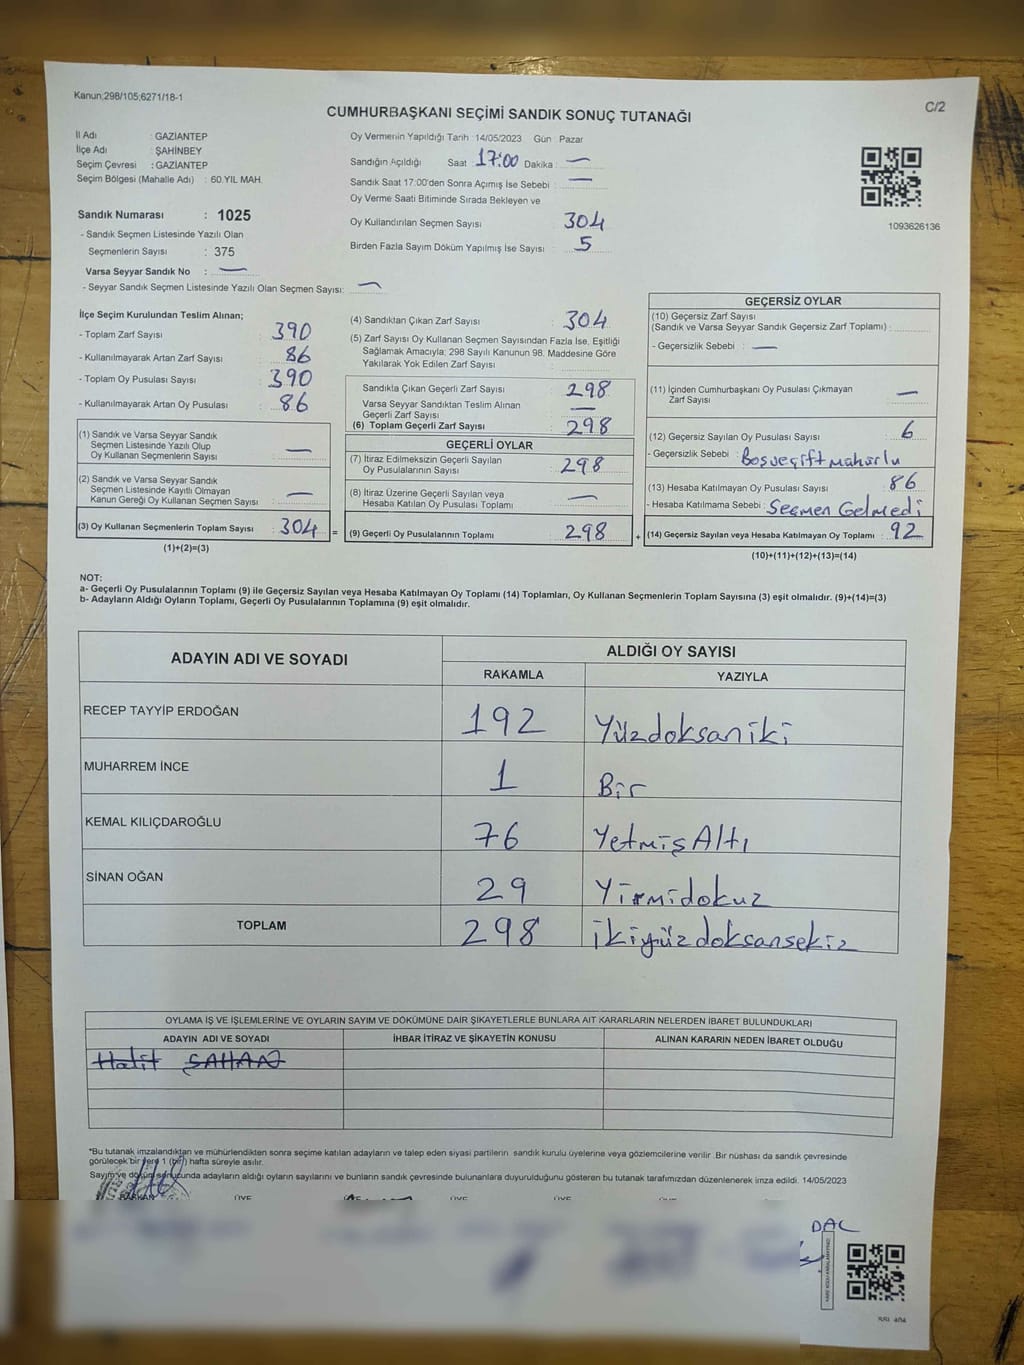 Kanun;298/105;6271/18-1
C/2
CUMHURBAŞKANI SEÇİMİ SANDIK SONUÇ TUTANAĞI
İl Adı : GAZİANTEP
İlçe Adı : ŞAHİNBEY
Seçim Çevresi : GAZİANTEP
Seçim Bölgesi (Mahalle Adı) : 60.YIL MAH.
Sandık Numarası : 1025
- Sandık Seçmen Listesinde Yazılı Olan
Seçmenlerin Sayısı : 375
Varsa Seyyar Sandık No : —
- Seyyar Sandık Seçmen Listesinde Yazılı Olan Seçmen Sayısı: —
Oy Vermenin Yapıldığı Tarih :14/05/2023 Gün : Pazar
Sandığın Açıldığı Saat : 17:00 Dakika : —
Sandık Saat 17:00'den Sonra Açımış İse Sebebi : —
Oy Verme Saati Bitiminde Sırada Bekleyen ve
Oy Kullandırılan Seçmen Sayısı : 304
Birden Fazla Sayım Döküm Yapılmış İse Sayısı : 5
1093626136
İlçe Seçim Kurulundan Teslim Alınan;
- Toplam Zarf Sayısı : 390
- Kullanılmayarak Artan Zarf Sayısı : 86
- Toplam Oy Pusulası Sayısı : 390
- Kullanılmayarak Artan Oy Pusulası : 86
(1) Sandık ve Varsa Seyyar Sandık
Seçmen Listesinde Yazılı Olup
Oy Kullanan Seçmenlerin Sayısı : —
(2) Sandık ve Varsa Seyyar Sandık
Seçmen Listesinde Kayıtlı Olmayan
Kanun Gereği Oy Kullanan Seçmen Sayısı : —
(3) Oy Kullanan Seçmenlerin Toplam Sayısı : 304 =
(1)+(2)=(3)
(4) Sandıktan Çıkan Zarf Sayısı : 304
(5) Zarf Sayısı Oy Kullanan Seçmen Sayısından Fazla İse, Eşitliği
Sağlamak Amacıyla; 298 Sayılı Kanunun 98. Maddesine Göre
Yakılarak Yok Edilen Zarf Sayısı :
Sandıkta Çıkan Geçerli Zarf Sayısı : 298
Varsa Seyyar Sandıktan Teslim Alınan
Geçerli Zarf Sayısı : —
(6) Toplam Geçerli Zarf Sayısı : 298
GEÇERLİ OYLAR
(7) İtiraz Edilmeksizin Geçerli Sayılan
Oy Pusulalarının Sayısı : 298
(8) İtiraz Üzerine Geçerli Sayılan veya
Hesaba Katılan Oy Pusulası Toplamı : —
(9) Geçerli Oy Pusulalarının Toplamı : 298 +
GEÇERSİZ OYLAR
(10) Geçersiz Zarf Sayısı
(Sandık ve Varsa Seyyar Sandık Geçersiz Zarf Toplamı) :
- Geçersizlik Sebebi : —
(11) İçinden Cumhurbaşkanı Oy Pusulası Çıkmayan
Zarf Sayısı : —
(12) Geçersiz Sayılan Oy Pusulası Sayısı : 6
- Geçersizlik Sebebi : Boşveçift mühürlü
(13) Hesaba Katılmayan Oy Pusulası Sayısı : 86
- Hesaba Katılmama Sebebi : Seçmen Gelmedi
(14) Geçersiz Sayılan veya Hesaba Katılmayan Oy Toplamı : 92
(10)+(11)+(12)+(13)=(14)
NOT:
a- Geçerli Oy Pusulalarının Toplamı (9) ile Geçersiz Sayılan veya Hesaba Katılmayan Oy Toplamı (14) Toplamları, Oy Kullanan Seçmenlerin Toplam Sayısına (3) eşit olmalıdır. (9)+(14)=(3)
b- Adayların Aldığı Oyların Toplamı, Geçerli Oy Pusulalarının Toplamına (9) eşit olmalıdır.
ADAYIN ADI VE SOYADI
ALDIĞI OY SAYISI
RAKAMLA YAZIYLA
RECEP TAYYİP ERDOĞAN 192 Yüzdoksaniki
MUHARREM İNCE 1 Bir
KEMAL KILIÇDAROĞLU 76 YetmişAltı
SİNAN OĞAN 29 Yirmidokuz
TOPLAM 298 ikiyüzdoksansekiz
OYLAMA İŞ VE İŞLEMLERİNE VE OYLARIN SAYIM VE DÖKÜMÜNE DAİR ŞİKAYETLERLE BUNLARA AİT KARARLARIN NELERDEN İBARET BULUNDUKLARI
ADAYIN ADI VE SOYADI İHBAR İTİRAZ VE ŞİKAYETİN KONUSU ALINAN KARARIN NEDEN İBARET OLDUĞU
Halit ŞAHAN
*Bu tutanak imzalandıktan ve mühürlendikten sonra seçime katılan adayların ve talep eden siyasi partilerin sandık kurulu üyelerine veya gözlemcilerine verilir. Bir nüshası da sandık çevresinde
görülecek bir yere 1 (bir) hafta süreyle asılır.
Sayım ve döküm sonucunda adayların aldığı oyların sayılarını ve bunların sandık çevresinde bulunanlara duyurulduğunu gösteren bu tutanak tarafımızdan düzenlenerek imza edildi. 14/05/2023
BAŞKAN ÜYE ÜYE ÜYE ÜYE
DAL